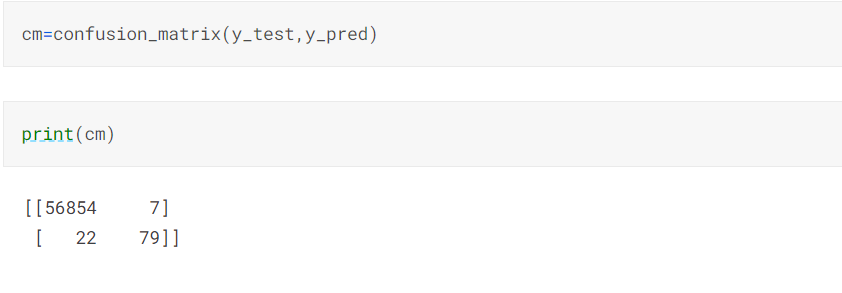 cm=confusion_matrix(y_test,y_pred)
print(cm)
[[56854     7]
 [   22    79]]